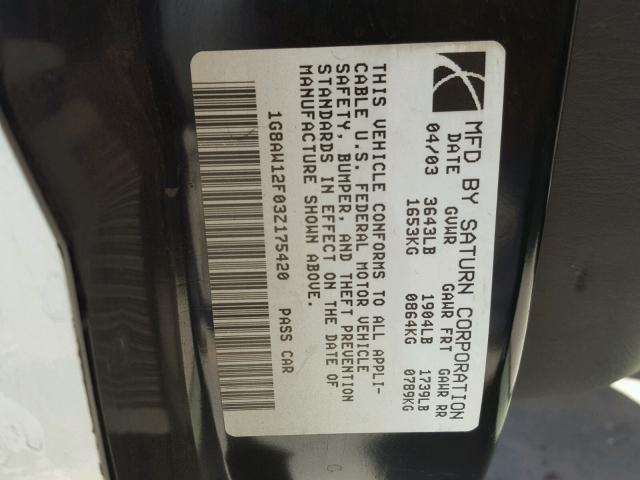 MFD BY SATURN CORPORATION
DATE GVWR GAWR FRT GAWR RR
04/03 3643LB 1904LB 1739LB
1653KG 0864KG 0789KG
THIS VEHICLE CONFORMS TO ALL APPLI-
CABLE U.S. FEDERAL MOTOR VEHICLE
SAFETY, BUMPER, AND THEFT PREVENTION
STANDARDS IN EFFECT ON THE DATE OF
MANUFACTURE SHOWN ABOVE.
1G8AW12F03Z175420 PASS CAR